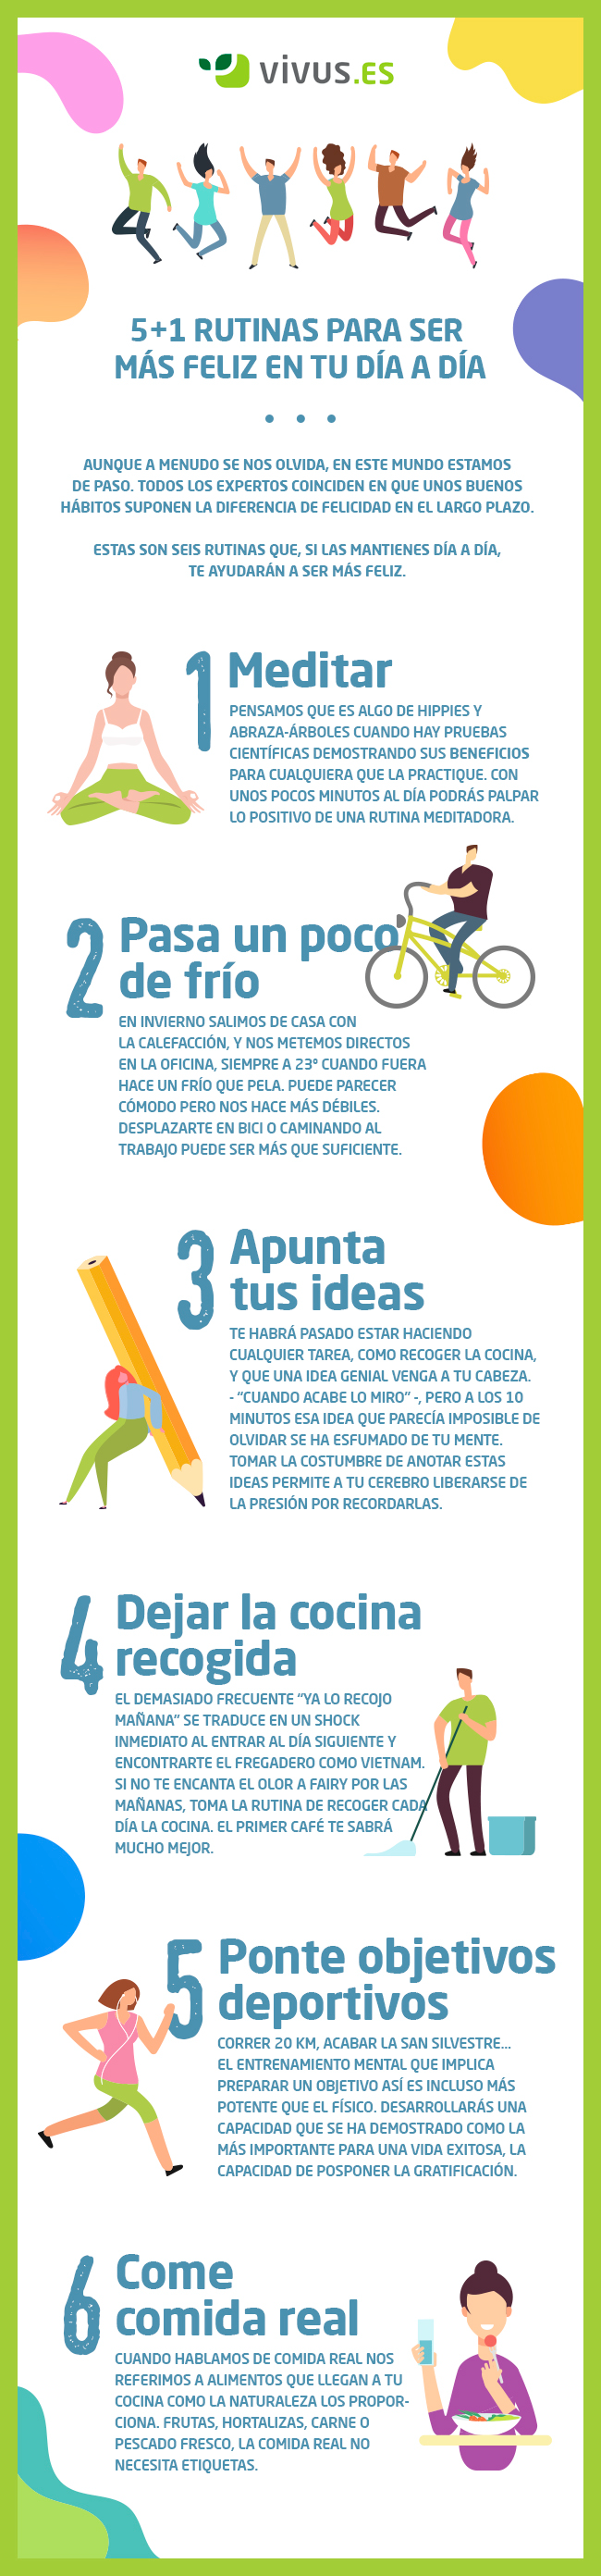 vivus.ES
5+1 RUTINAS PARA SER
MÁS FELIZ EN TU DÍA A DÍA
AUNQUE A MENUDO SE NOS OLVIDA, EN ESTE MUNDO ESTAMOS
DE PASO. TODOS LOS EXPERTOS COINCIDEN EN QUE UNOS BUENOS
HÁBITOS SUPONEN LA DIFERENCIA DE FELICIDAD EN EL LARGO PLAZO.
ESTAS SON SEIS RUTINAS QUE, SI LAS MANTIENES DÍA A DÍA,
TE AYUDARÁN A SER MÁS FELIZ.
1 Meditar
PENSAMOS QUE ES ALGO DE HIPPIES Y
ABRAZA-ÁRBOLES CUANDO HAY PRUEBAS
CIENTÍFICAS DEMOSTRANDO SUS BENEFICIOS
PARA CUALQUIERA QUE LA PRACTIQUE. CON
UNOS POCOS MINUTOS AL DÍA PODRÁS PALPAR
LO POSITIVO DE UNA RUTINA MEDITADORA.
2 Pasa un poco
de frío
EN INVIERNO SALIMOS DE CASA CON
LA CALEFACCIÓN, Y NOS METEMOS DIRECTOS
EN LA OFICINA, SIEMPRE A 23º CUANDO FUERA
HACE UN FRÍO QUE PELA. PUEDE PARECER
CÓMODO PERO NOS HACE MÁS DÉBILES.
DESPLAZARTE EN BICI O CAMINANDO AL
TRABAJO PUEDE SER MÁS QUE SUFICIENTE.
3 Apunta
tus ideas
TE HABRÁ PASADO ESTAR HACIENDO
CUALQUIER TAREA, COMO RECOGER LA COCINA,
Y QUE UNA IDEA GENIAL VENGA A TU CABEZA.
- “CUANDO ACABE LO MIRO” -, PERO A LOS 10
MINUTOS ESA IDEA QUE PARECÍA IMPOSIBLE DE
OLVIDAR SE HA ESFUMADO DE TU MENTE.
TOMAR LA COSTUMBRE DE ANOTAR ESTAS
IDEAS PERMITE A TU CEREBRO LIBERARSE DE
LA PRESIÓN POR RECORDARLAS.
4 Dejar la cocina
recogida
EL DEMASIADO FRECUENTE “YA LO RECOJO
MAÑANA” SE TRADUCE EN UN SHOCK
INMEDIATO AL ENTRAR AL DÍA SIGUIENTE Y
ENCONTRARTE EL FREGADERO COMO VIETNAM.
SI NO TE ENCANTA EL OLOR A FAIRY POR LAS
MAÑANAS, TOMA LA RUTINA DE RECOGER CADA
DÍA LA COCINA. EL PRIMER CAFÉ TE SABRÁ
MUCHO MEJOR.
5 Ponte objetivos
deportivos
CORRER 20 KM, ACABAR LA SAN SILVESTRE...
EL ENTRENAMIENTO MENTAL QUE IMPLICA
PREPARAR UN OBJETIVO ASÍ ES INCLUSO MÁS
POTENTE QUE EL FÍSICO. DESARROLLARÁS UNA
CAPACIDAD QUE SE HA DEMOSTRADO COMO LA
MÁS IMPORTANTE PARA UNA VIDA EXITOSA, LA
CAPACIDAD DE POSPONER LA GRATIFICACIÓN.
6 Come
comida real
CUANDO HABLAMOS DE COMIDA REAL NOS
REFERIMOS A ALIMENTOS QUE LLEGAN A TU
COCINA COMO LA NATURALEZA LOS PROPOR-
CIONA. FRUTAS, HORTALIZAS, CARNE O
PESCADO FRESCO, LA COMIDA REAL NO
NECESITA ETIQUETAS.